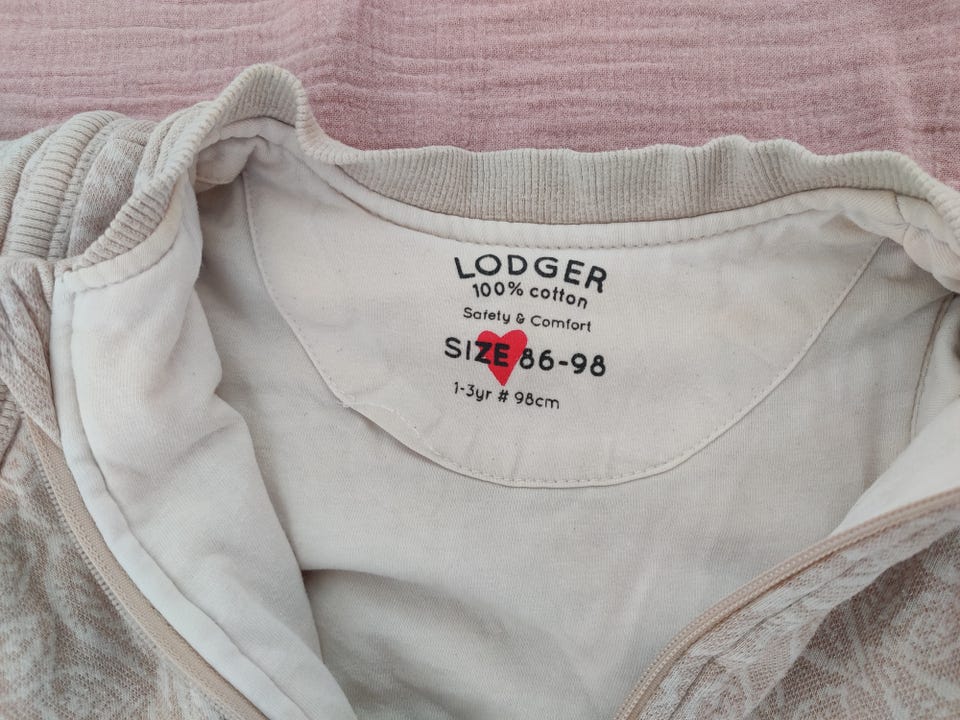 LODGER
100% cotton
Safety & Comfort
SIZE 86-98
1-3yr # 98cm